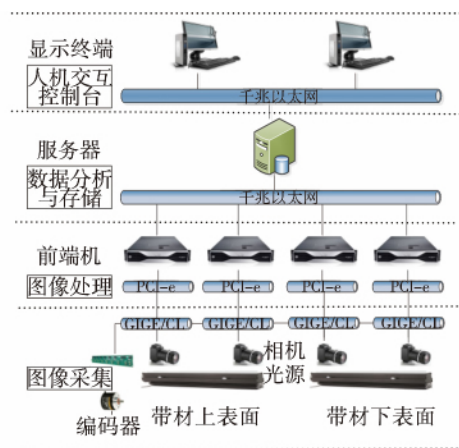 显示终端
人机交互
控制台
千兆以太网
服务器
数据分析
与存储
千兆以太网
前端机
图像处理
PCI-e PCI-e PCI-e PCI-e
GIGE/CL GIGE/CL GIGE/CL GIGE/CL
相机
光源
图像采集
编码器
带材上表面
带材下表面